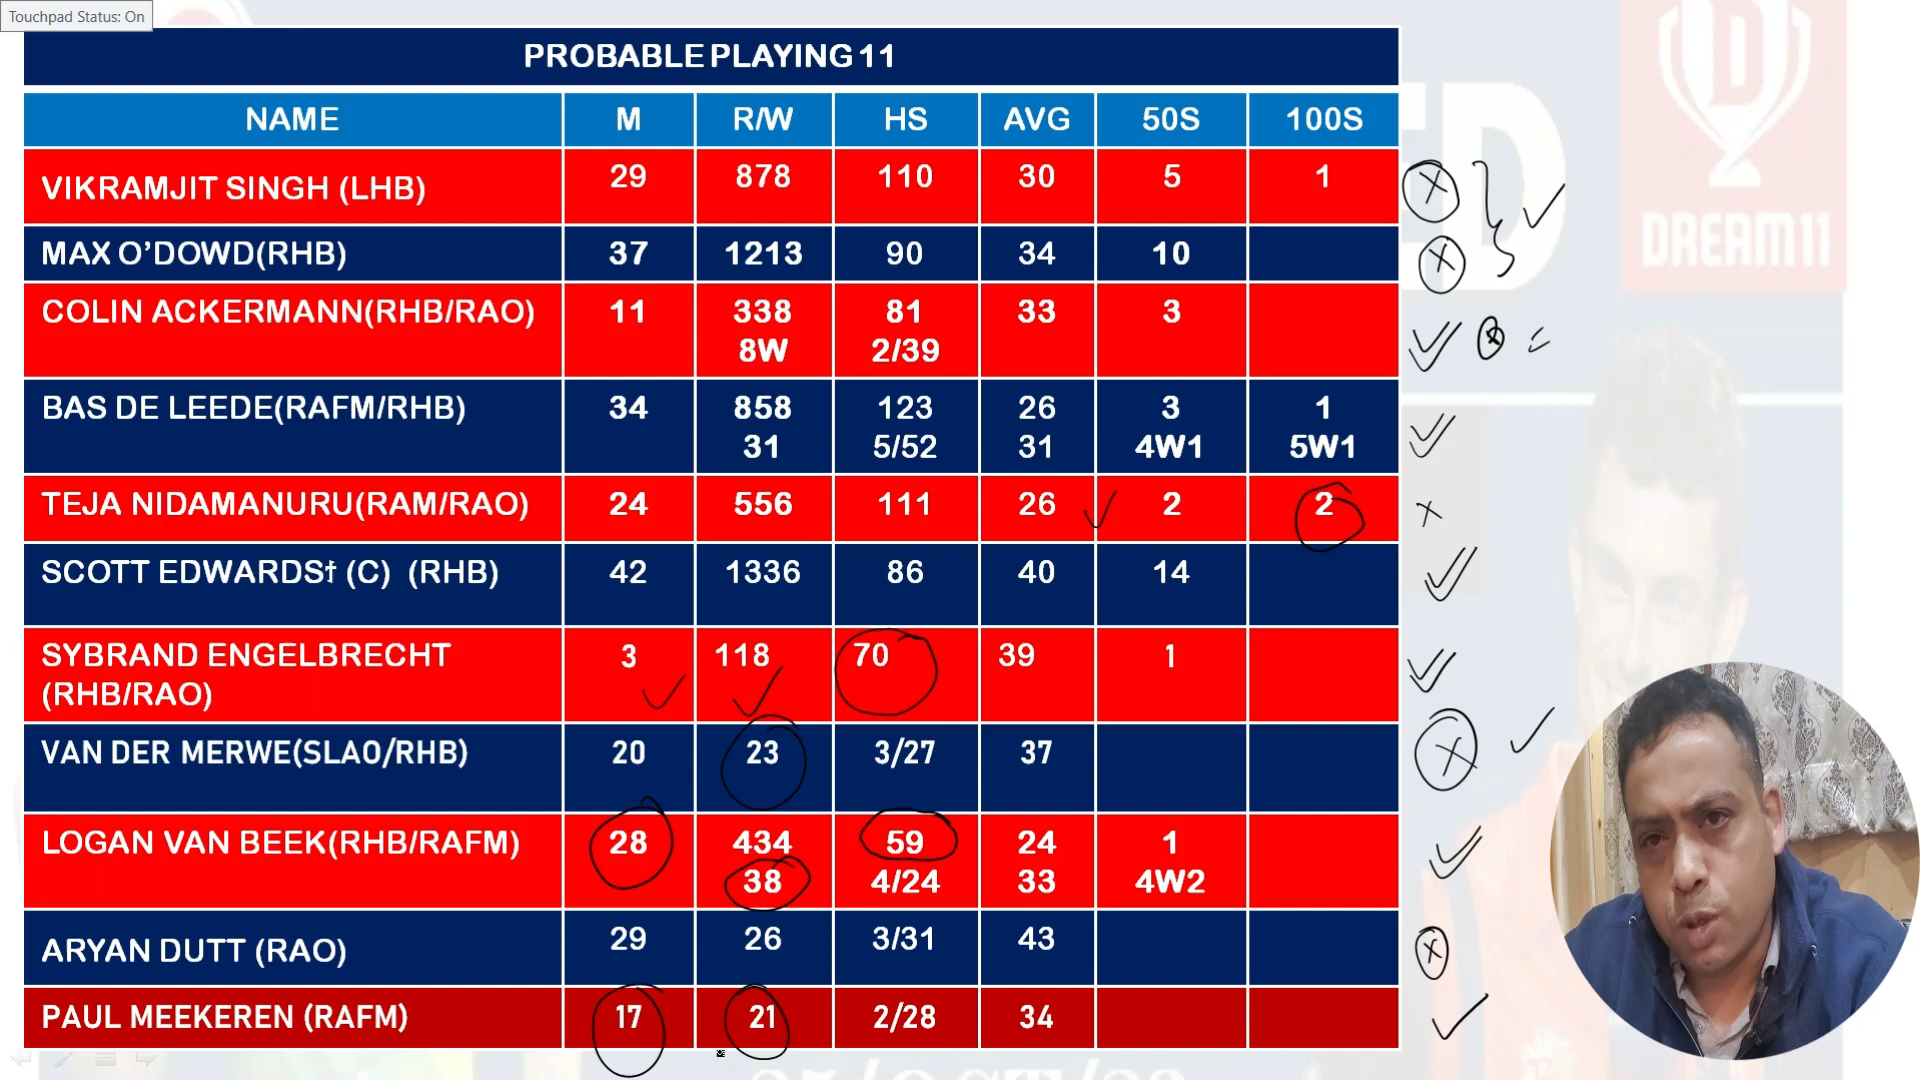 Touchpad Status: On
PROBABLE PLAYING 11
NAME M R/W HS AVG 50S 100S
VIKRAMJIT SINGH (LHB) 29 878 110 30 5 1
MAX O’DOWD(RHB) 37 1213 90 34 10
COLIN ACKERMANN(RHB/RAO) 11 338 81 33 3
8W 2/39
BAS DE LEEDE(RAFM/RHB) 34 858 123 26 3 1
31 5/52 31 4W1 5W1
TEJA NIDAMANURU(RAM/RAO) 24 556 111 26 2 2
SCOTT EDWARDS† (C) (RHB) 42 1336 86 40 14
SYBRAND ENGELBRECHT 3 118 70 39 1
(RHB/RAO)
VAN DER MERWE(SLAO/RHB) 20 23 3/27 37
LOGAN VAN BEEK(RHB/RAFM) 28 434 59 24 1
38 4/24 33 4W2
ARYAN DUTT (RAO) 29 26 3/31 43
PAUL MEEKEREN (RAFM) 17 21 2/28 34
DREAM11